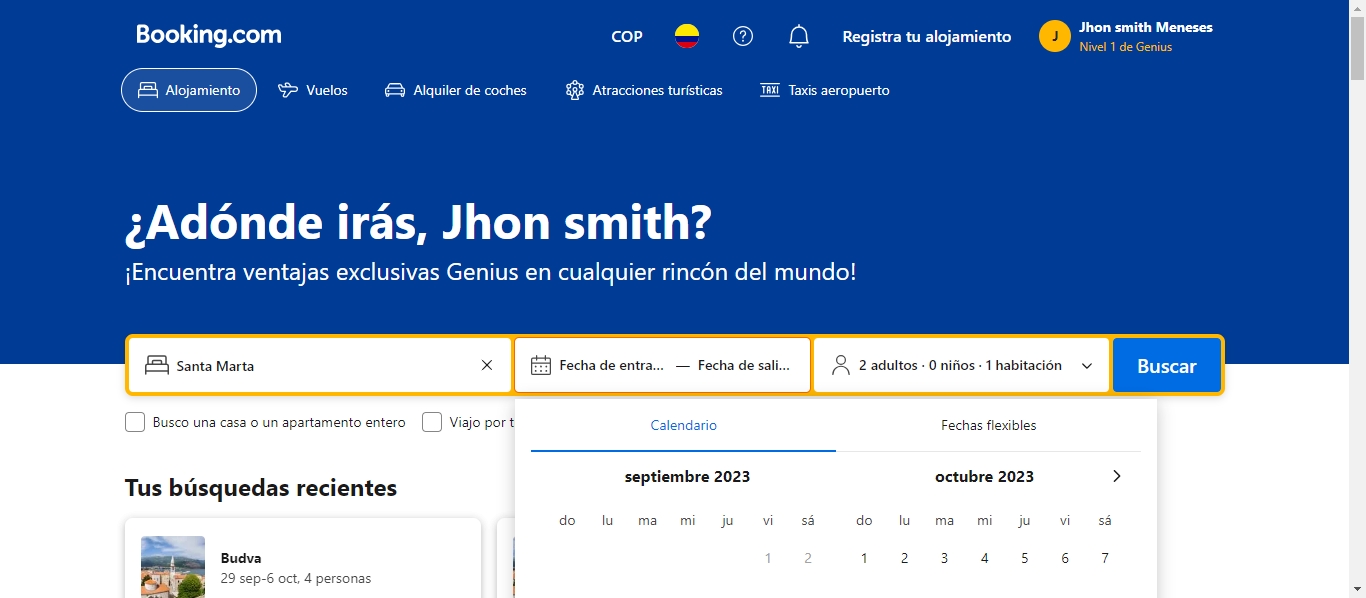 Booking.com
COP
Registra tu alojamiento
J
Jhon smith Meneses
Nivel 1 de Genius
Alojamiento
Vuelos
Alquiler de coches
Atracciones turísticas
TAXI
Taxis aeropuerto
¿Adónde irás, Jhon smith?
¡Encuentra ventajas exclusivas Genius en cualquier rincón del mundo!
Santa Marta
Fecha de entra... — Fecha de sali...
2 adultos · 0 niños · 1 habitación
Buscar
Busco una casa o un apartamento entero
Viajo por t
Calendario
Fechas flexibles
septiembre 2023
octubre 2023
do lu ma mi ju vi sá
do lu ma mi ju vi sá
1 2
1 2 3 4 5 6 7
Tus búsquedas recientes
Budva
29 sep-6 oct, 4 personas